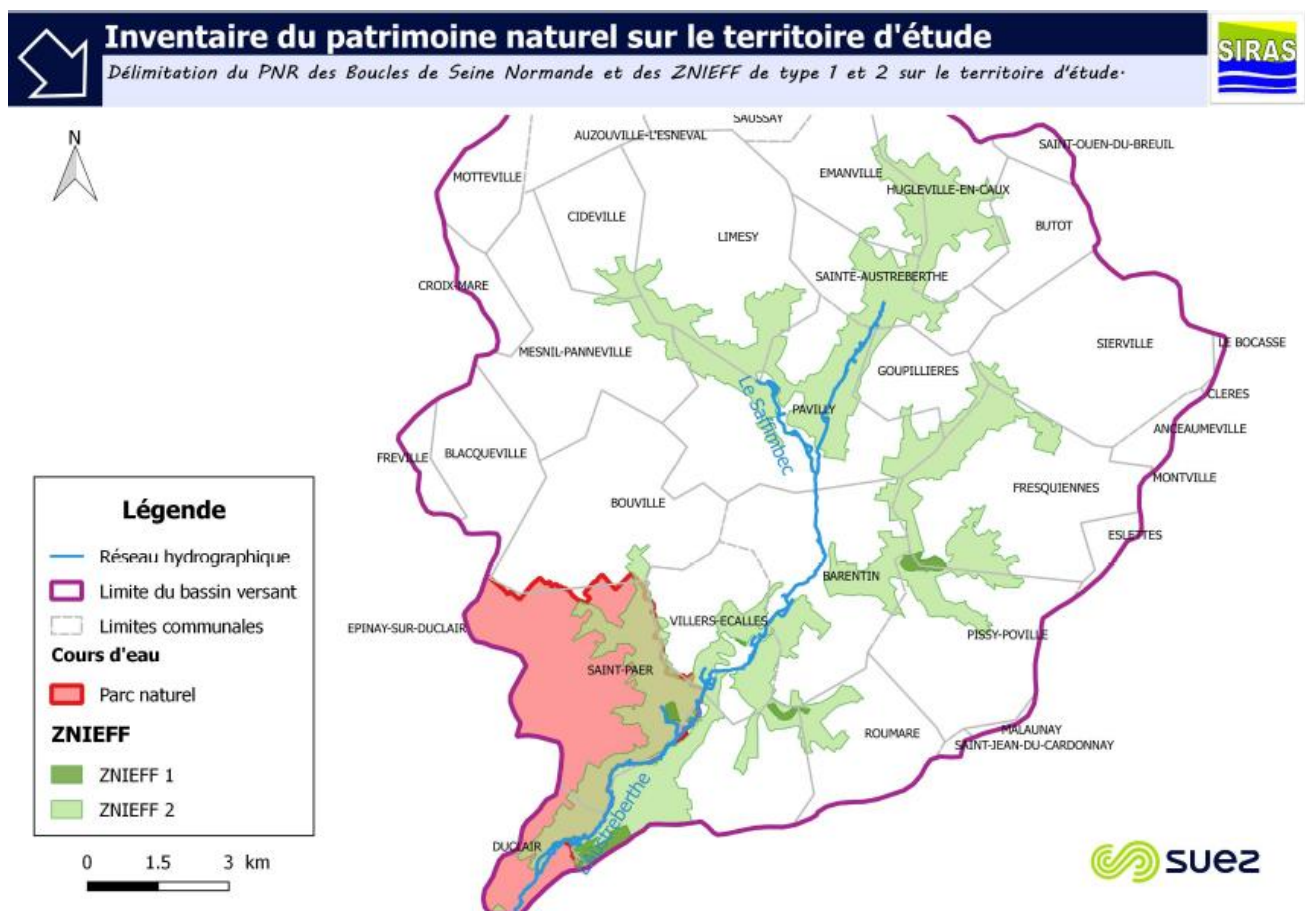 Inventaire du patrimoine naturel sur le territoire d'étude
Délimitation du PNR des Boucles de Seine Normande et des ZNIEFF de type 1 et 2 sur le territoire d'étude.
SIRAS
N
SAUSSAY
AUZOUVILLE-L'ESNEVAL
SAINT-OUEN-DU-BREUIL
MOTTEVILLE
EMANVILLE
HUGLEVILLE-EN-CAUX
CIDEVILLE
BUTOT
LIMESY
SAINTE-AUSTREBERTHE
CROIX-MARE
SIERVILLE
LE BOCASSE
MESNIL-PANNEVILLE
GOUPILLIERES
CLERES
Le Saffimbec
PAVILLY
ANCEAUMEVILLE
BLACQUEVILLE
FREVILLE
MONTVILLE
FRESQUIENNES
BOUVILLE
ESLETTES
BARENTIN
VILLERS-ECALLES
EPINAY-SUR-DUCLAIR
PISSY-POVILLE
SAINT-PAER
ROUMARE
MALAUNAY
SAINT-JEAN-DU-CARDONNAY
DUCLAIR
Légende
Réseau hydrographique
Limite du bassin versant
Limites communales
Cours d'eau
Parc naturel
ZNIEFF
ZNIEFF 1
ZNIEFF 2
0 1.5 3 km
suez